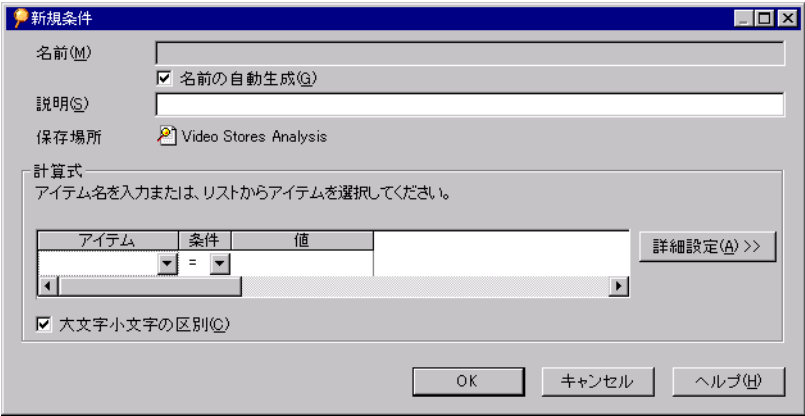 新規条件
名前(M)
名前の自動生成(G)
説明(S)
保存場所 Video Stores Analysis
計算式
アイテム名を入力または、リストからアイテムを選択してください。
アイテム 条件 値
=
詳細設定(A) >>
大文字小文字の区別(C)
OK キャンセル ヘルプ(H)